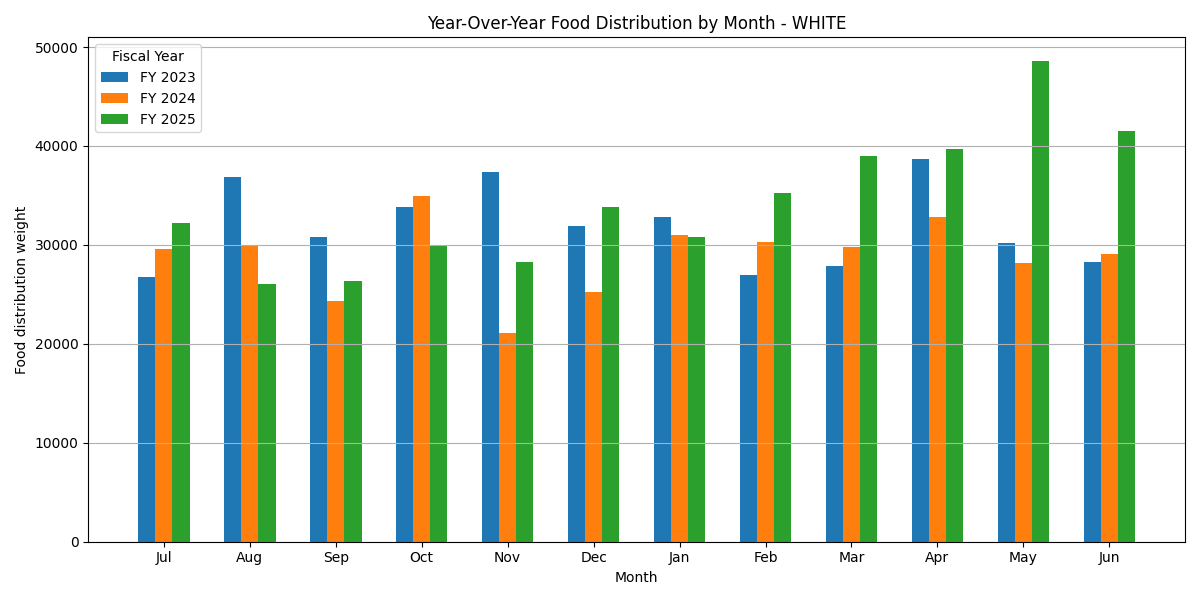 Year-Over-Year Food Distribution by Month - WHITE
Fiscal Year
FY 2023
FY 2024
FY 2025
Food distribution weight
50000
40000
30000
20000
10000
0
Jul Aug Sep Oct Nov Dec Jan Feb Mar Apr May Jun
Month